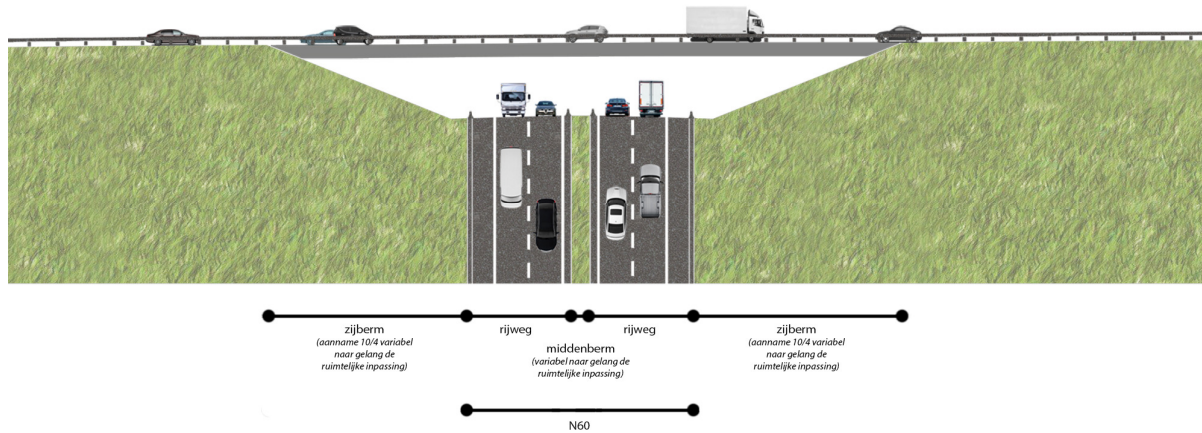 zijberm
(aanname 10/4 variabel
naar gelang de
ruimtelijke inpassing)
rijweg
middenberm
(variabel naar gelang de
ruimtelijke inpassing)
rijweg
zijberm
(aanname 10/4 variabel
naar gelang de
ruimtelijke inpassing)
N60